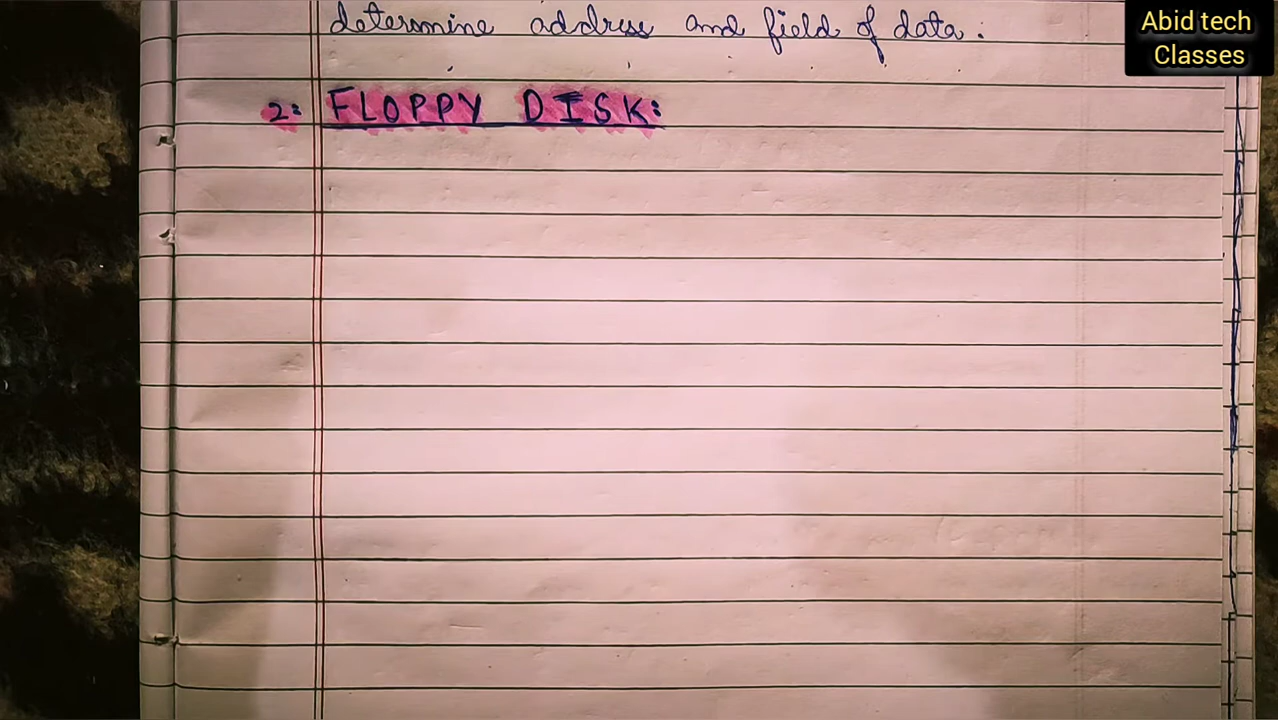 determine address and field of data.
Abid tech
Classes
2: FLOPPY DISK: